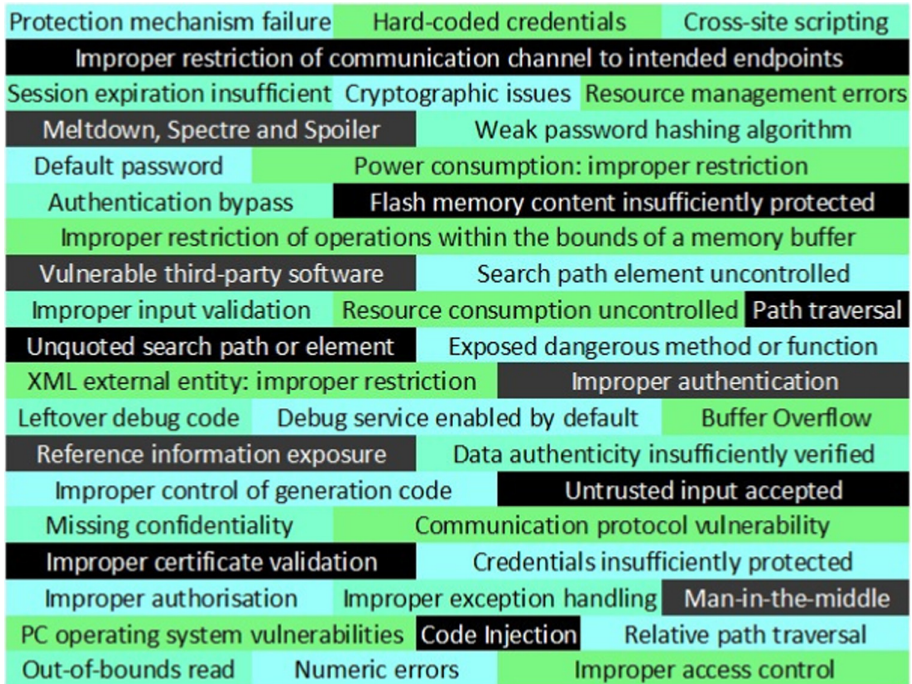 Protection mechanism failure Hard-coded credentials Cross-site scripting
Improper restriction of communication channel to intended endpoints
Session expiration insufficient Cryptographic issues Resource management errors
Meltdown, Spectre and Spoiler Weak password hashing algorithm
Default password Power consumption: improper restriction
Authentication bypass Flash memory content insufficiently protected
Improper restriction of operations within the bounds of a memory buffer
Vulnerable third-party software Search path element uncontrolled
Improper input validation Resource consumption uncontrolled Path traversal
Unquoted search path or element Exposed dangerous method or function
XML external entity: improper restriction Improper authentication
Leftover debug code Debug service enabled by default Buffer Overflow
Reference information exposure Data authenticity insufficiently verified
Improper control of generation code Untrusted input accepted
Missing confidentiality Communication protocol vulnerability
Improper certificate validation Credentials insufficiently protected
Improper authorisation Improper exception handling Man-in-the-middle
PC operating system vulnerabilities Code Injection Relative path traversal
Out-of-bounds read Numeric errors Improper access control